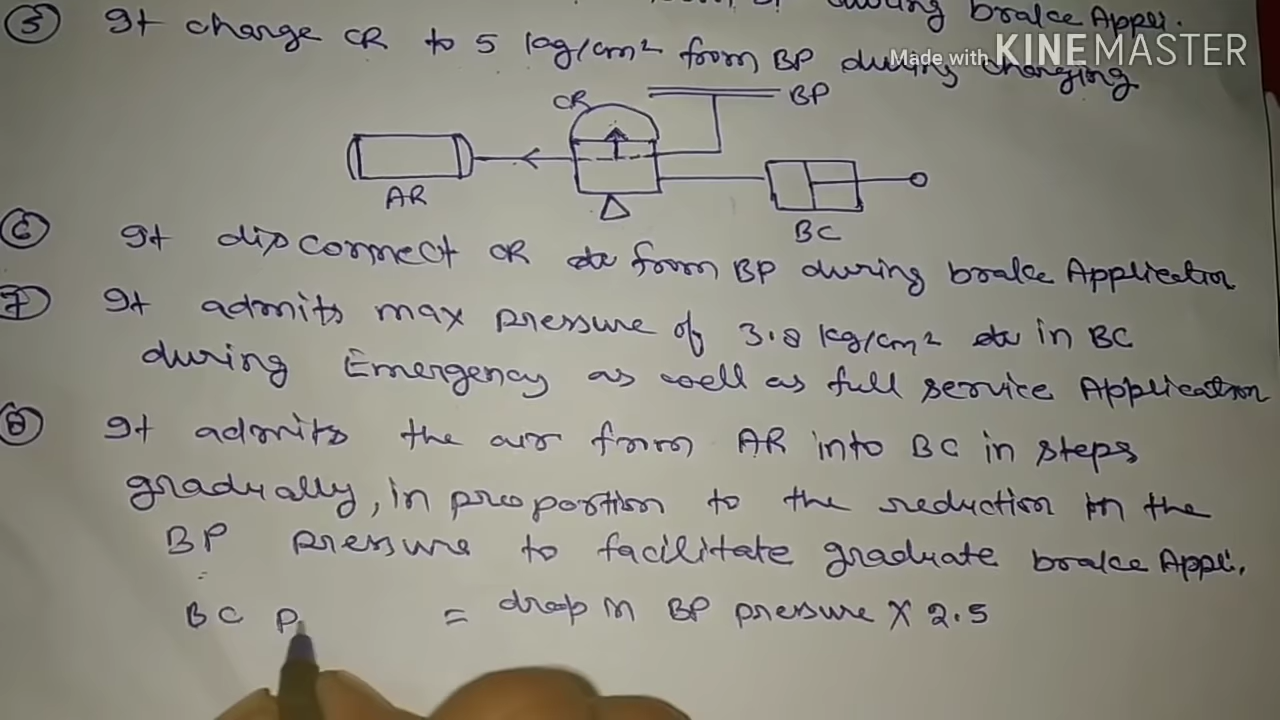 during brake Appli.
⑤ It charge CR to 5 kg/cm² from BP during charging
Made with KINEMASTER
CR
BP
AR
BC
⑥ It disconnect CR from BP during brake Application
⑦ It admits max pressure of 3.8 kg/cm² in BC
during Emergency as well as full service Application
⑧ It admits the air from AR into BC in steps
gradually, in proportion to the reduction in the
BP pressure to facilitate graduate brake Appli.
BC P = drop in BP pressure X 2.5